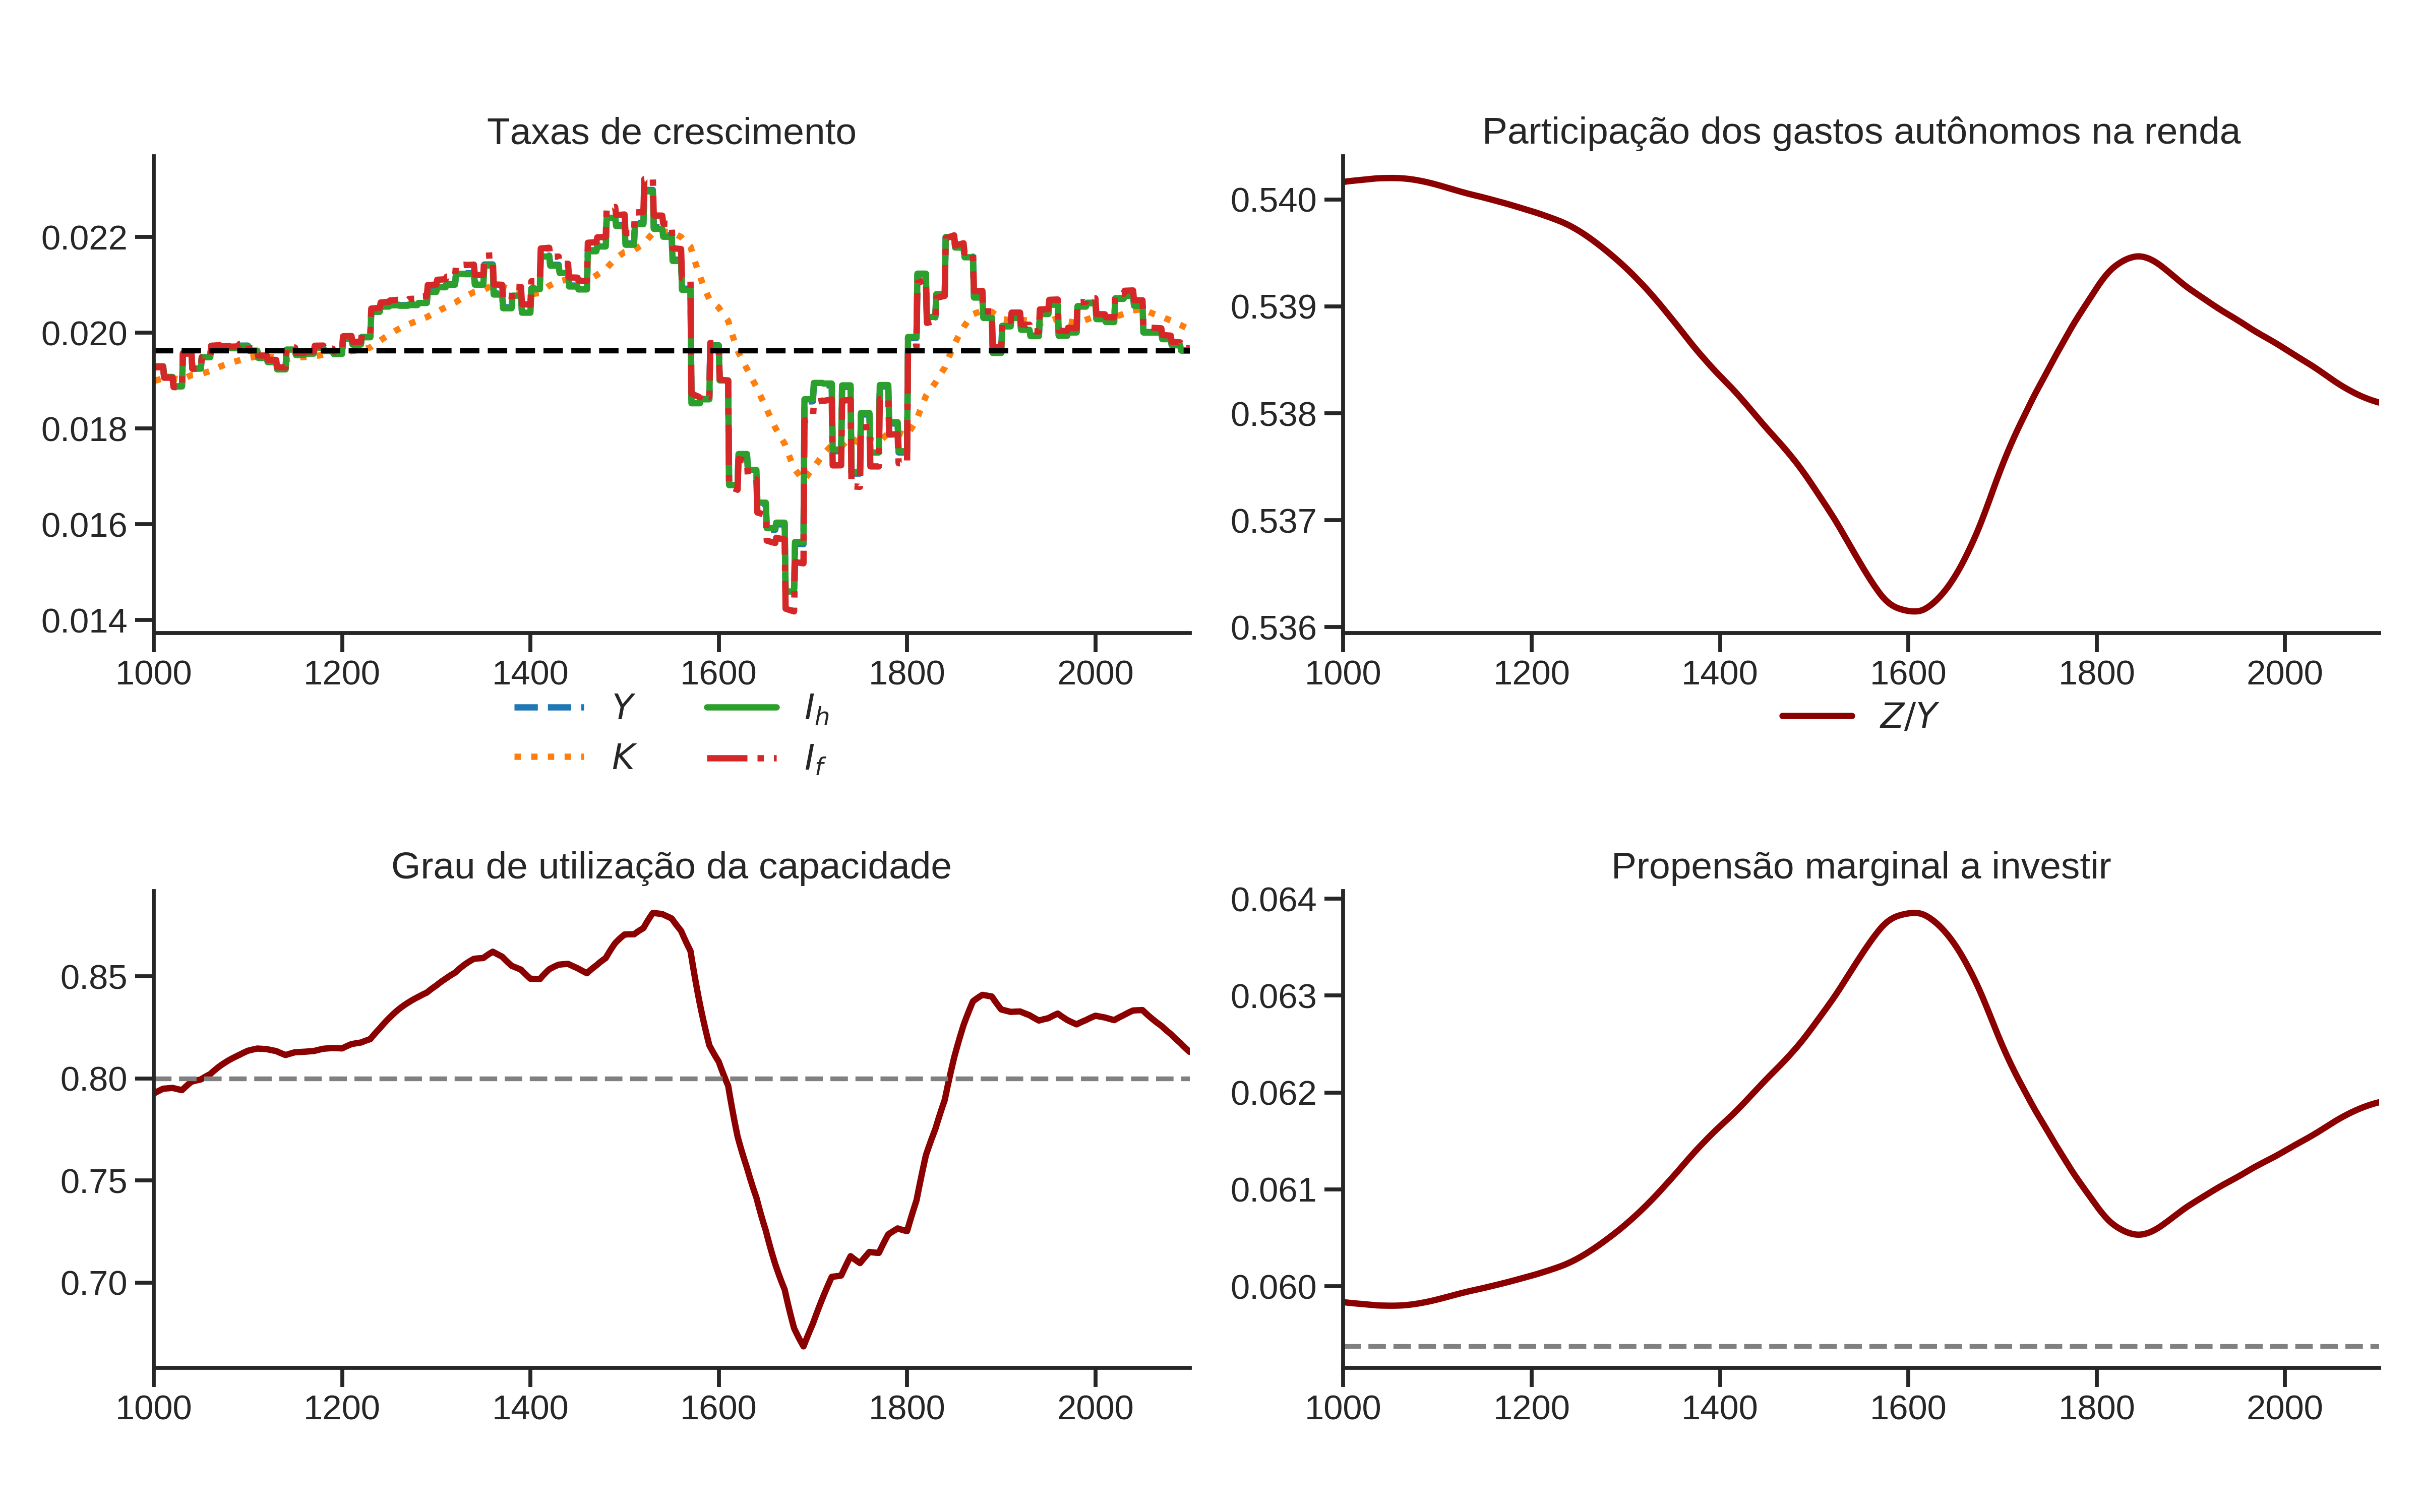 Taxas de crescimento
0.022
0.020
0.018
0.016
0.014
1000 1200 1400 1600 1800 2000
Y I_h
K I_f
Participação dos gastos autônomos na renda
0.540
0.539
0.538
0.537
0.536
1000 1200 1400 1600 1800 2000
Z/Y
Grau de utilização da capacidade
0.85
0.80
0.75
0.70
1000 1200 1400 1600 1800 2000
Propensão marginal a investir
0.064
0.063
0.062
0.061
0.060
1000 1200 1400 1600 1800 2000